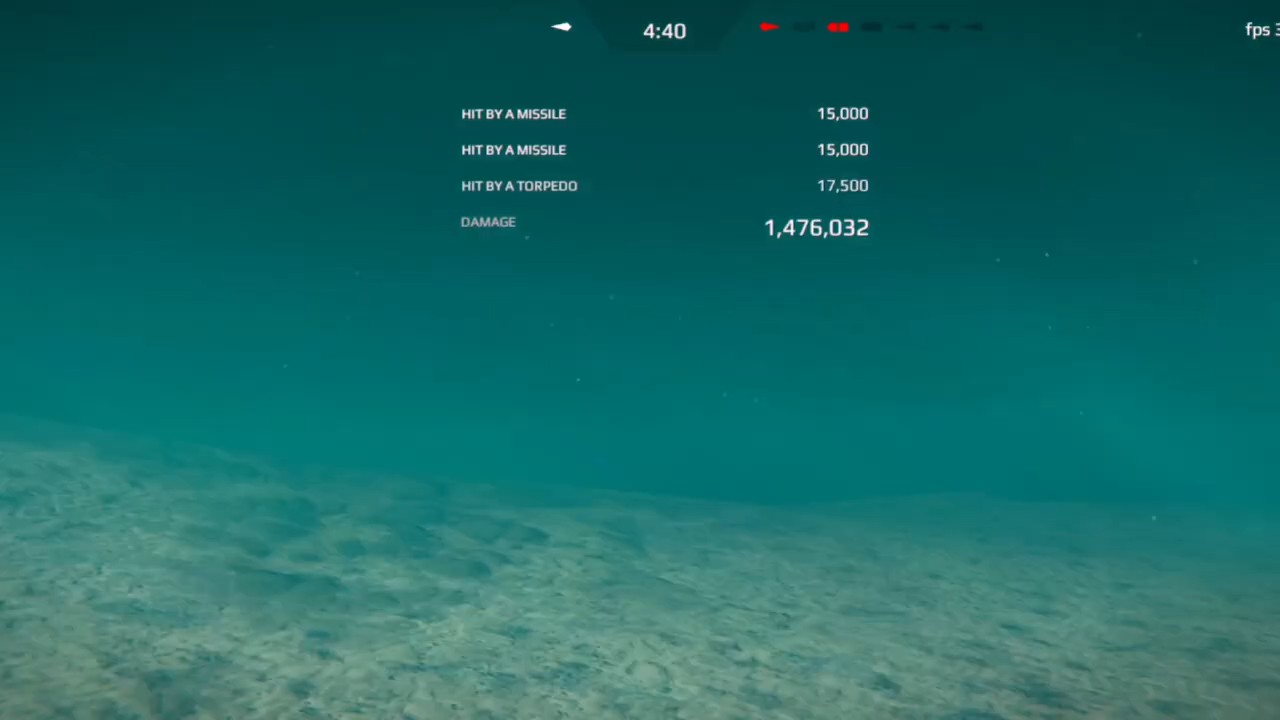 4:40
fps
HIT BY A MISSILE 15,000
HIT BY A MISSILE 15,000
HIT BY A TORPEDO 17,500
DAMAGE 1,476,032